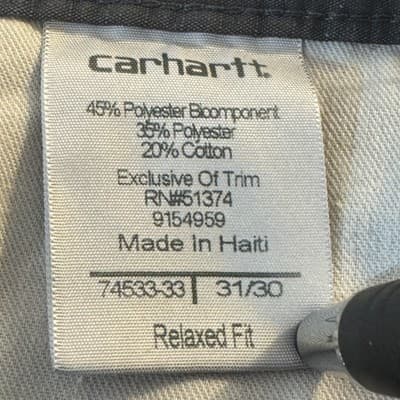 carhartt
45% Polyester Bicomponent
35% Polyester
20% Cotton
Exclusive Of Trim
RN#51374
9154959
Made In Haiti
74533-33 | 31/30
Relaxed Fit